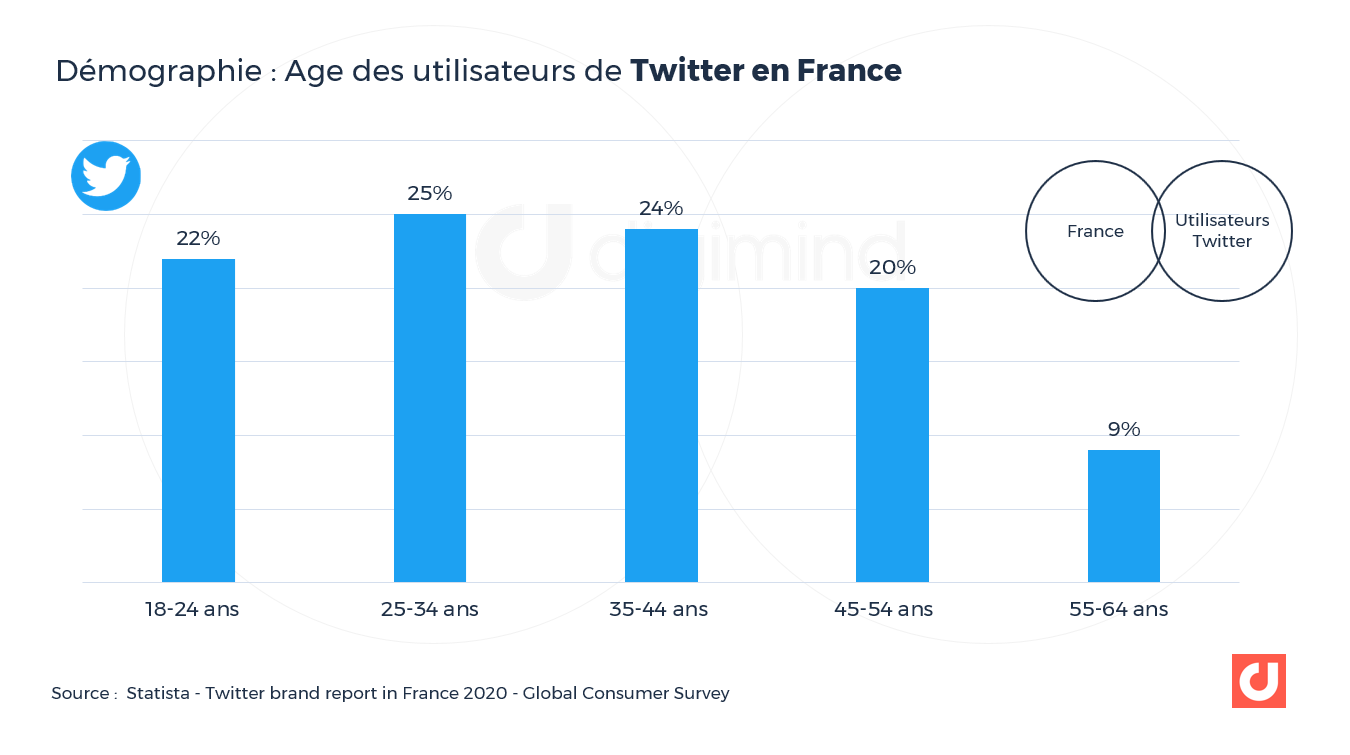 Démographie : Age des utilisateurs de Twitter en France
25%
24%
22%
20%
9%
France
Utilisateurs
Twitter
digimind
18-24 ans
25-34 ans
35-44 ans
45-54 ans
55-64 ans
Source : Statista - Twitter brand report in France 2020 - Global Consumer Survey